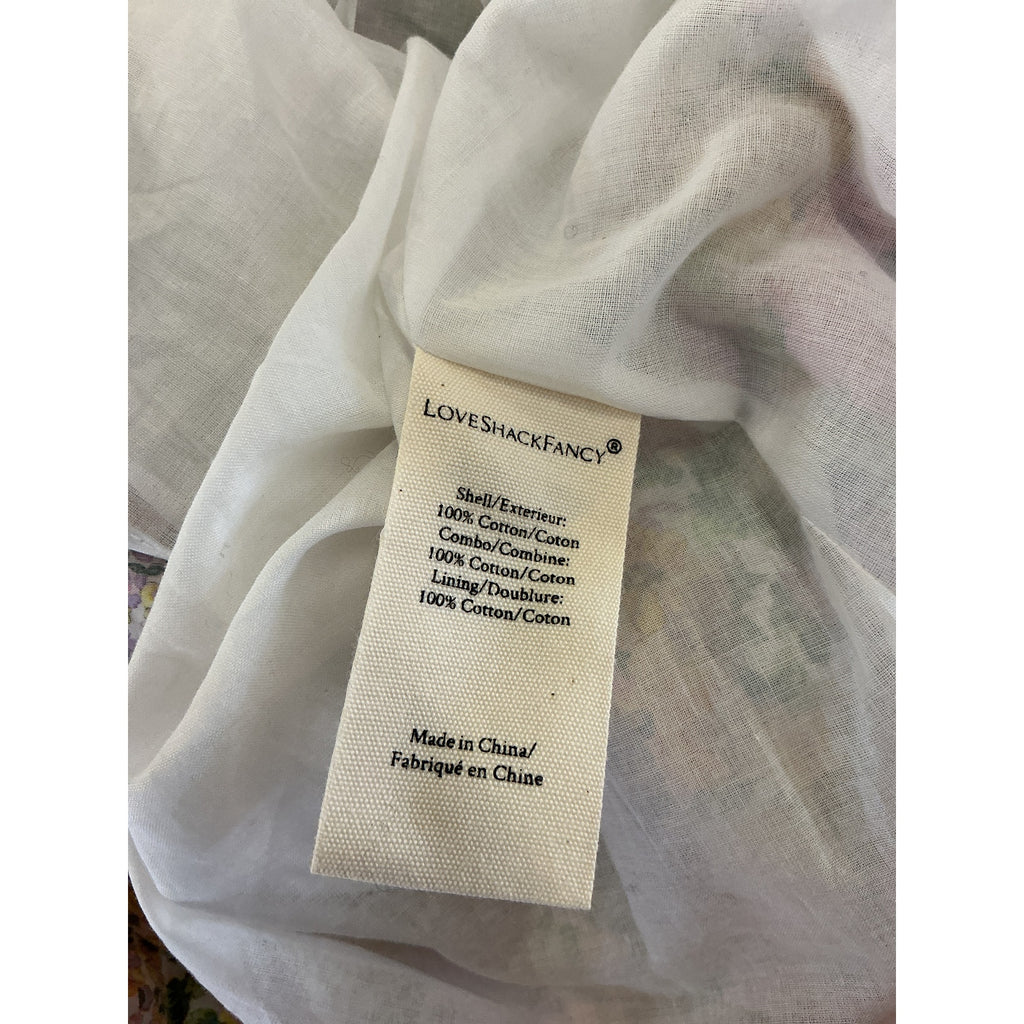 LOVESHACKFANCY®
Shell/Exterieur:
100% Cotton/Coton
Combo/Combine:
100% Cotton/Coton
Lining/Doublure:
100% Cotton/Coton
Made in China/
Fabriqué en Chine